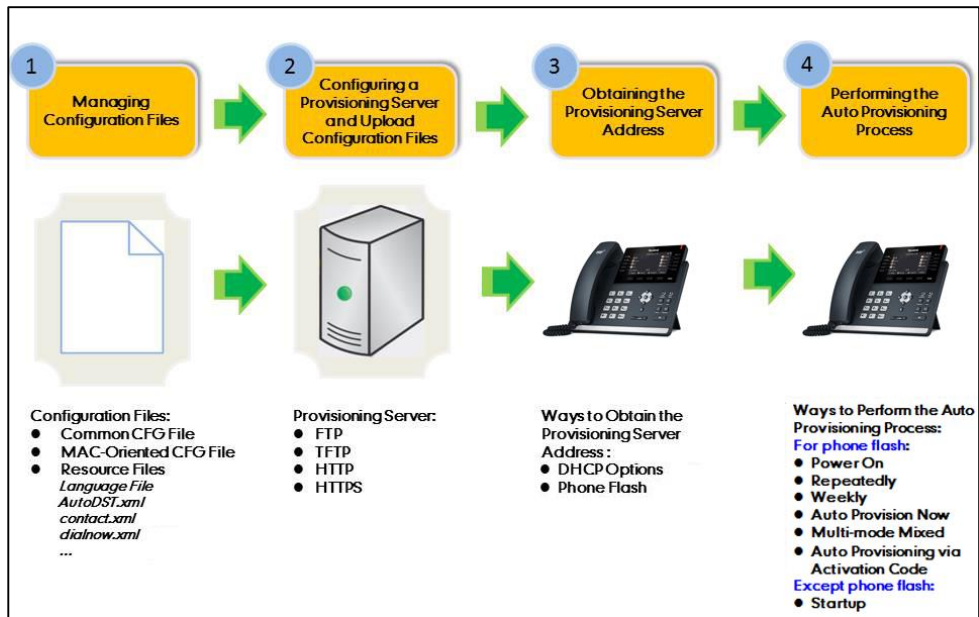 1
Managing
Configuration Files
2
Configuring a
Provisioning Server
and Upload
Configuration Files
3
Obtaining the
Provisioning Server
Address
4
Performing the
Auto Provisioning
Process
Configuration Files:
● Common CFG File
● MAC-Oriented CFG File
● Resource Files
Language File
AutoDST.xml
contact.xml
dialnow.xml
...
Provisioning Server:
● FTP
● TFTP
● HTTP
● HTTPS
Ways to Obtain the
Provisioning Server
Address :
● DHCP Options
● Phone Flash
Ways to Perform the Auto
Provisioning Process:
For phone flash:
● Power On
● Repeatedly
● Weekly
● Auto Provision Now
● Multi-mode Mixed
● Auto Provisioning via
Activation Code
Except phone flash:
● Startup